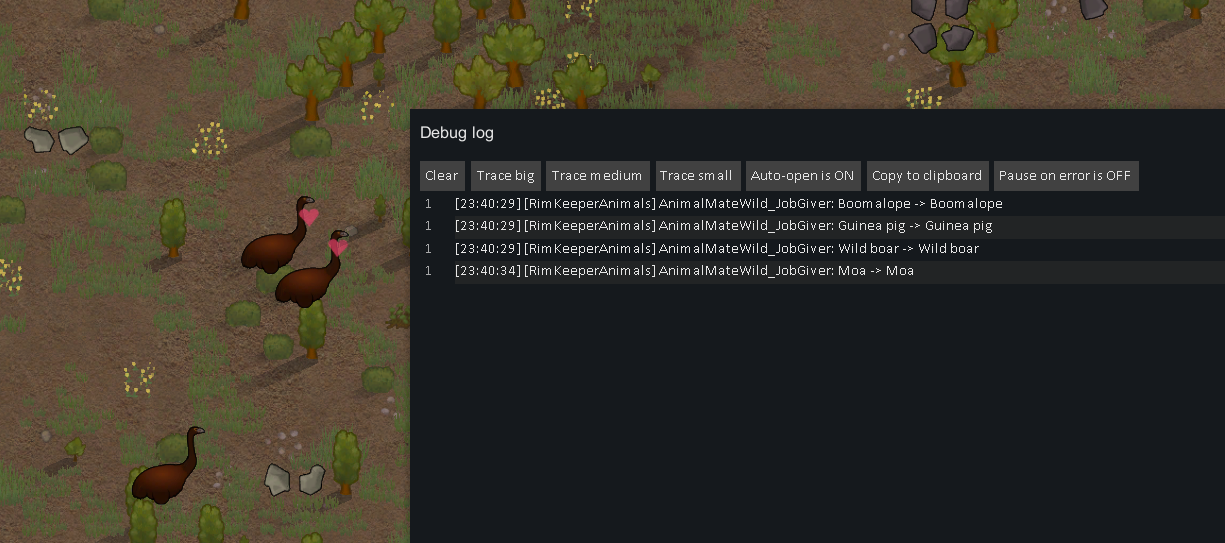 Debug log
Clear Trace big Trace medium Trace small Auto-open is ON Copy to clipboard Pause on error is OFF
1 [23:40:29] [RimKeeperAnimals] AnimalMateWild_JobGiver: Boomalope -> Boomalope
1 [23:40:29] [RimKeeperAnimals] AnimalMateWild_JobGiver: Guinea pig -> Guinea pig
1 [23:40:29] [RimKeeperAnimals] AnimalMateWild_JobGiver: Wild boar -> Wild boar
1 [23:40:34] [RimKeeperAnimals] AnimalMateWild_JobGiver: Moa -> Moa